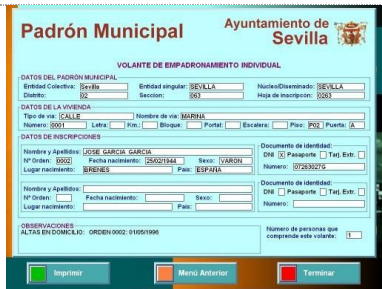 Padrón Municipal
Ayuntamiento de
Sevilla
VOLANTE DE EMPADRONAMIENTO INDIVIDUAL
DATOS DEL PADRÓN MUNICIPAL
Entidad Colectiva: Sevilla Entidad singular: SEVILLA Nucleo/Diseminado: SEVILLA
Distrito: 02 Seccion: 063 Hoja de inscripcón: 0263
DATOS DE LA VIVIENDA
Tipo de via: CALLE Nombre de via: MARINA
Número: 0001 Letra: Km.: Bloque: Portal: Escalera: Piso: P02 Puerta: A
DATOS DE INSCRIPCIONES
Documento de identidad:
Nombre y Apellidos: JOSE GARCIA GARCIA DNI X Pasaporte Tarj. Extr.
Nº Orden: 0002 Fecha nacimiento: 25/02/1944 Sexo: VARON
Lugar nacimiento: BRENES Pais: ESPAÑA Número: 07263027G
Documento de identidad:
Nombre y Apellidos: DNI Pasaporte Tarj. Extr.
Nº Orden: Fecha nacimiento: Sexo:
Lugar nacimiento: Pais: Número:
OBSERVACIONES
ALTAS EN DOMICILIO: ORDEN 0002: 01/05/1996
Número de personas que
comprende este volante: 1
Imprimir Menú Anterior Terminar